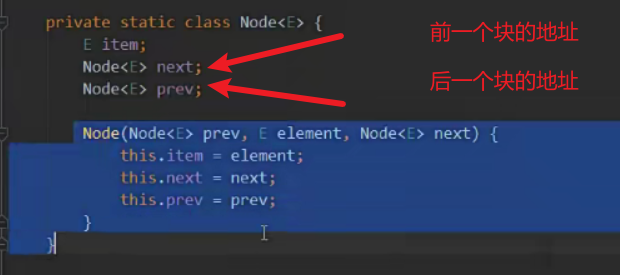 private static class Node<E> {
E item;
Node<E> next;
Node<E> prev;
前一个块的地址
后一个块的地址
Node(Node<E> prev, E element, Node<E> next) {
this.item = element;
this.next = next;
this.prev = prev;
}
}